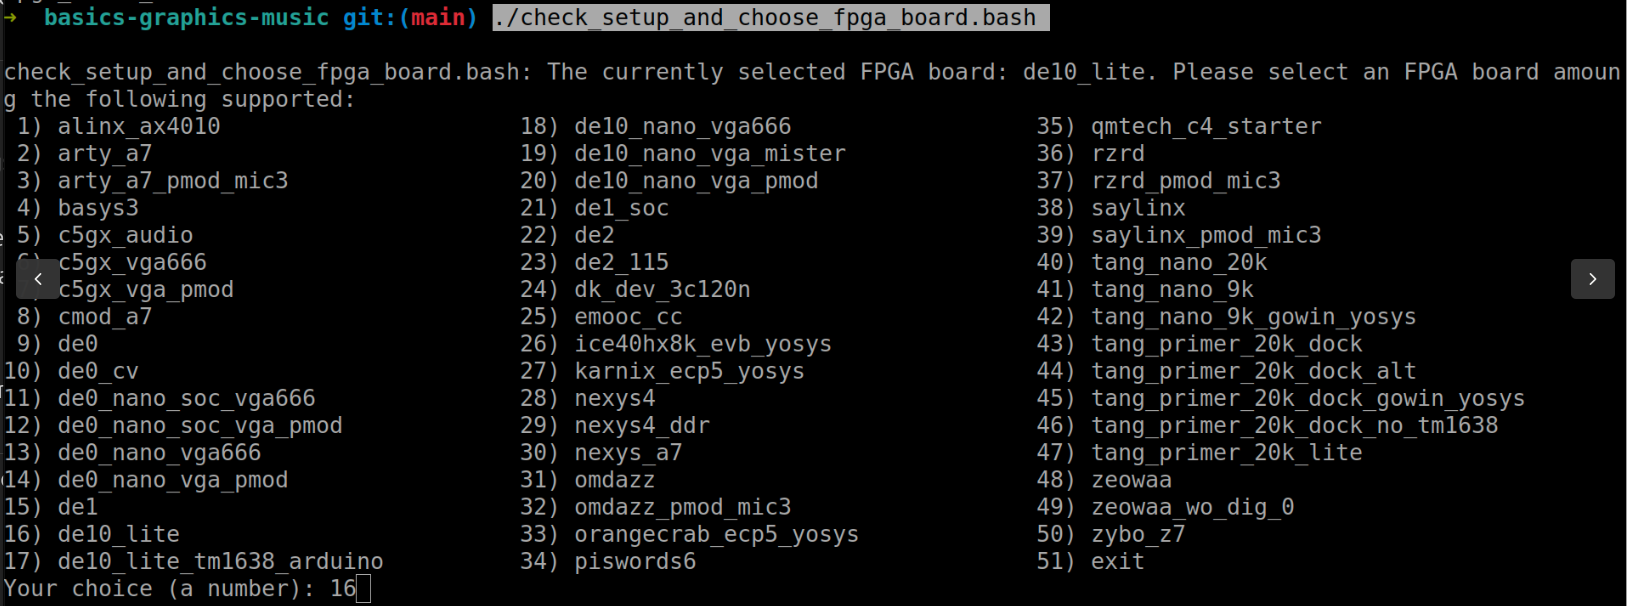 → basics-graphics-music git:(main) ./check_setup_and_choose_fpga_board.bash
check_setup_and_choose_fpga_board.bash: The currently selected FPGA board: de10_lite. Please select an FPGA board amoun
g the following supported:
1) alinx_ax4010 18) de10_nano_vga666 35) qmtech_c4_starter
2) arty_a7 19) de10_nano_vga_mister 36) rzrd
3) arty_a7_pmod_mic3 20) de10_nano_vga_pmod 37) rzrd_pmod_mic3
4) basys3 21) de1_soc 38) saylinx
5) c5gx_audio 22) de2 39) saylinx_pmod_mic3
6) c5gx_vga666 23) de2_115 40) tang_nano_20k
c5gx_vga_pmod 24) dk_dev_3c120n 41) tang_nano_9k
8) cmod_a7 25) emooc_cc 42) tang_nano_9k_gowin_yosys
9) de0 26) ice40hx8k_evb_yosys 43) tang_primer_20k_dock
10) de0_cv 27) karnix_ecp5_yosys 44) tang_primer_20k_dock_alt
11) de0_nano_soc_vga666 28) nexys4 45) tang_primer_20k_dock_gowin_yosys
12) de0_nano_soc_vga_pmod 29) nexys4_ddr 46) tang_primer_20k_dock_no_tm1638
13) de0_nano_vga666 30) nexys_a7 47) tang_primer_20k_lite
14) de0_nano_vga_pmod 31) omdazz 48) zeowaa
15) de1 32) omdazz_pmod_mic3 49) zeowaa_wo_dig_0
16) de10_lite 33) orangecrab_ecp5_yosys 50) zybo_z7
17) de10_lite_tm1638_arduino 34) piswords6 51) exit
Your choice (a number): 16